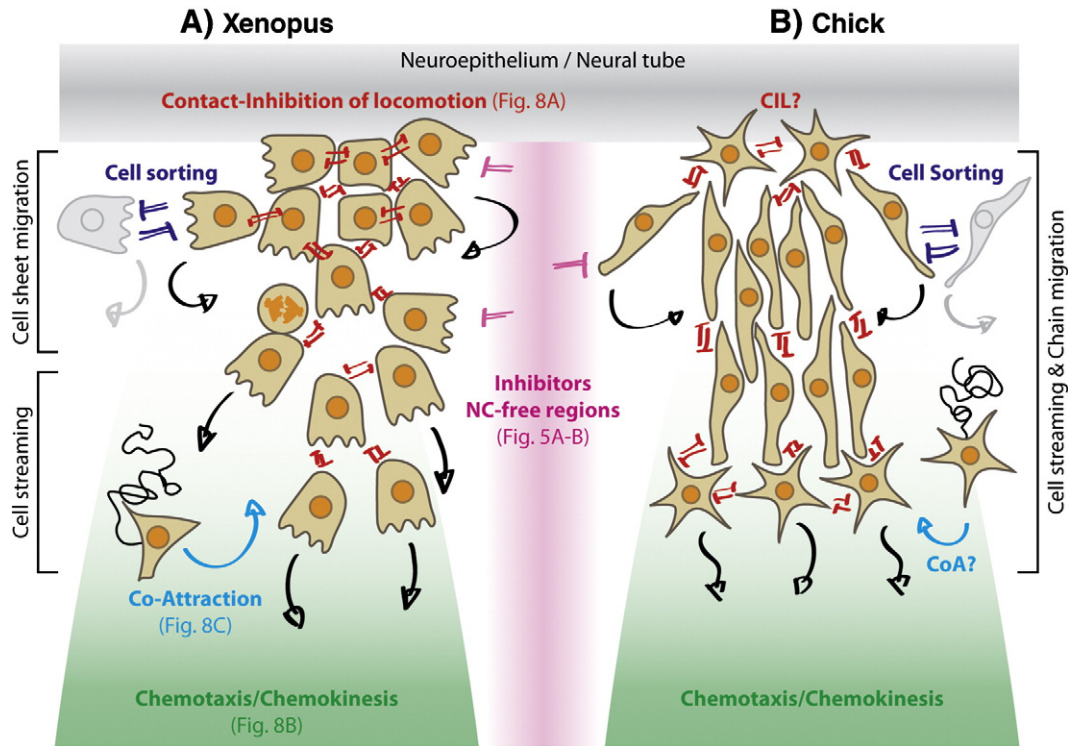 A) Xenopus
B) Chick
Neuroepithelium / Neural tube
Contact-Inhibition of locomotion (Fig. 8A)
CIL?
Cell sorting
Cell Sorting
Cell sheet migration
Cell streaming
Inhibitors
NC-free regions
(Fig. 5A-B)
Cell streaming & Chain migration
Co-Attraction
(Fig. 8C)
CoA?
Chemotaxis/Chemokinesis
(Fig. 8B)
Chemotaxis/Chemokinesis